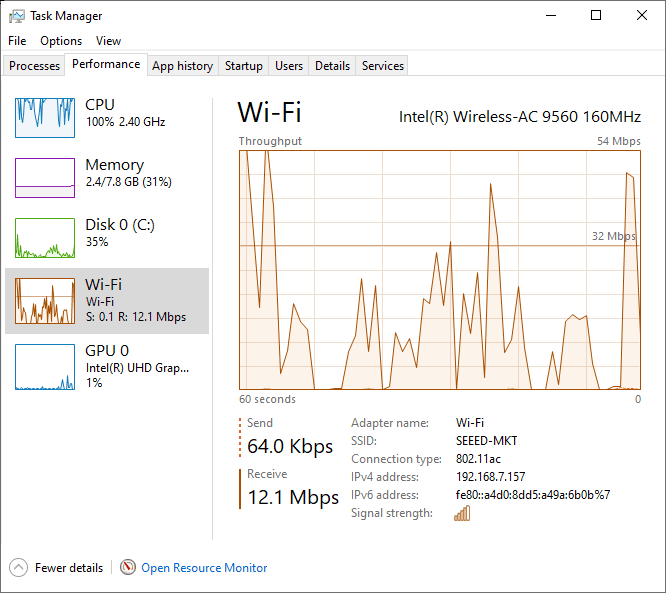 Task Manager
File Options View
Processes Performance App history Startup Users Details Services
CPU
100% 2.40 GHz
Memory
2.4/7.8 GB (31%)
Disk 0 (C:)
35%
Wi-Fi
Wi-Fi
S: 0.1 R: 12.1 Mbps
GPU 0
Intel(R) UHD Grap...
1%
Wi-Fi Intel(R) Wireless-AC 9560 160MHz
Throughput 54 Mbps
32 Mbps
60 seconds 0
Send
64.0 Kbps
Receive
12.1 Mbps
Adapter name: Wi-Fi
SSID: SEEED-MKT
Connection type: 802.11ac
IPv4 address: 192.168.7.157
IPv6 address: fe80::a4d0:8dd5:a49a:6b0b%7
Signal strength:
Fewer details Open Resource Monitor